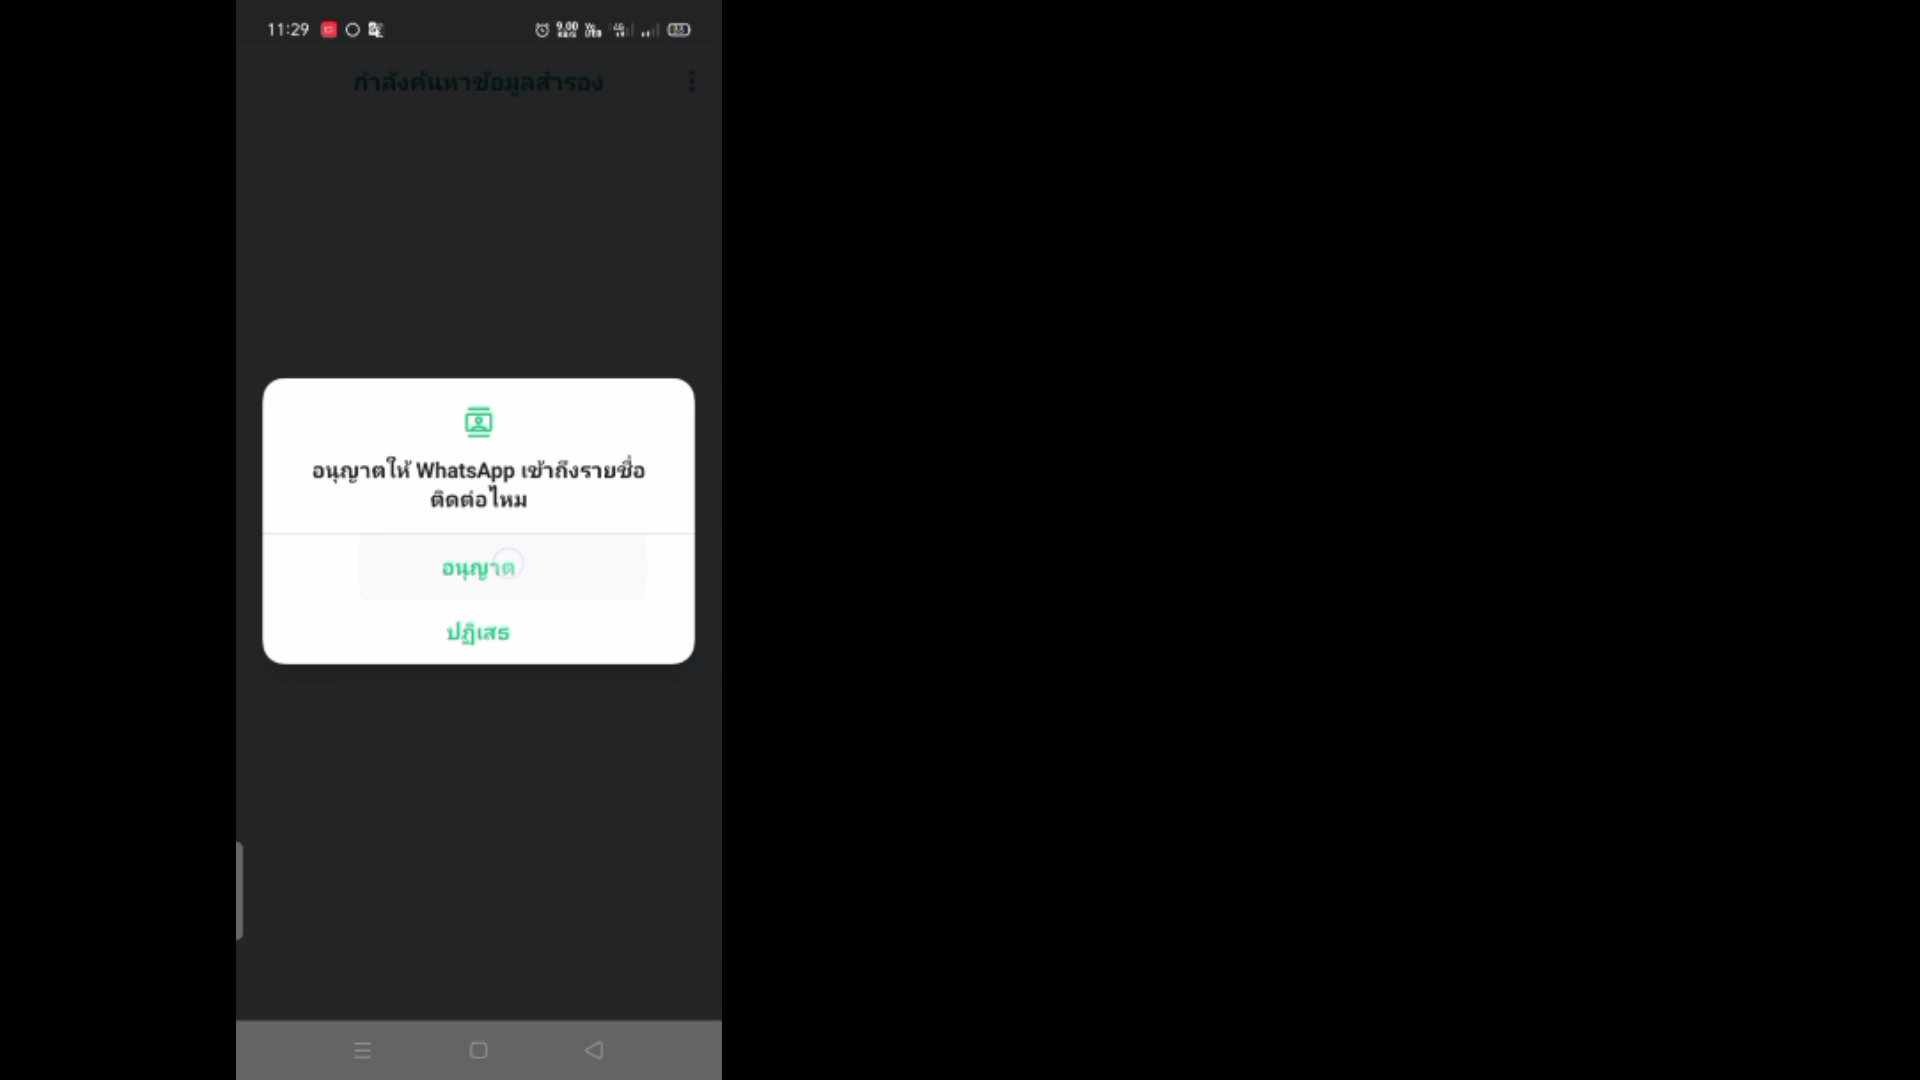 11:29
กำลังค้นหาข้อมูลสำรอง
อนุญาตให้ WhatsApp เข้าถึงรายชื่อ
ติดต่อไหม
อนุญาต
ปฏิเสธ